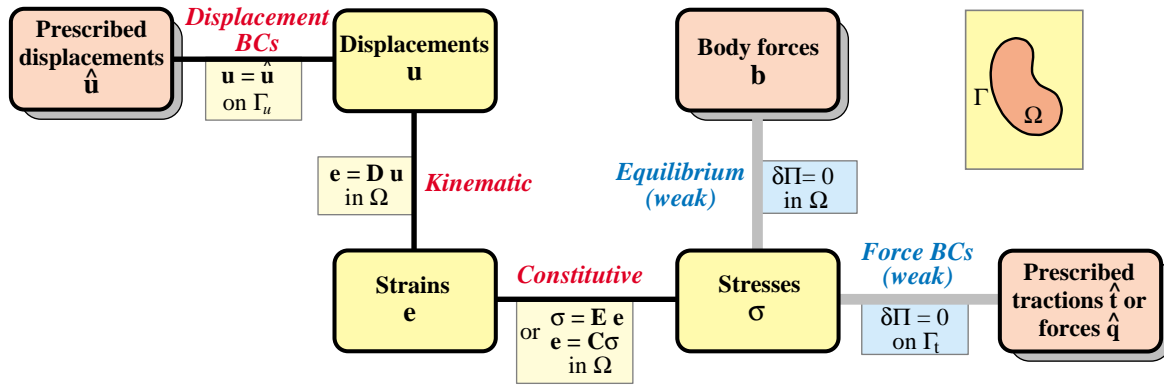 Prescribed
displacements
û
Displacement
BCs
u = û
on Γu
Displacements
u
Body forces
b
Γ
Ω
e = D u
in Ω
Kinematic
Equilibrium
(weak)
δΠ= 0
in Ω
Strains
e
Constitutive
σ = E e
or e = Cσ
in Ω
Stresses
σ
Force BCs
(weak)
δΠ = 0
on Γt
Prescribed
tractions t̂ or
forces q̂